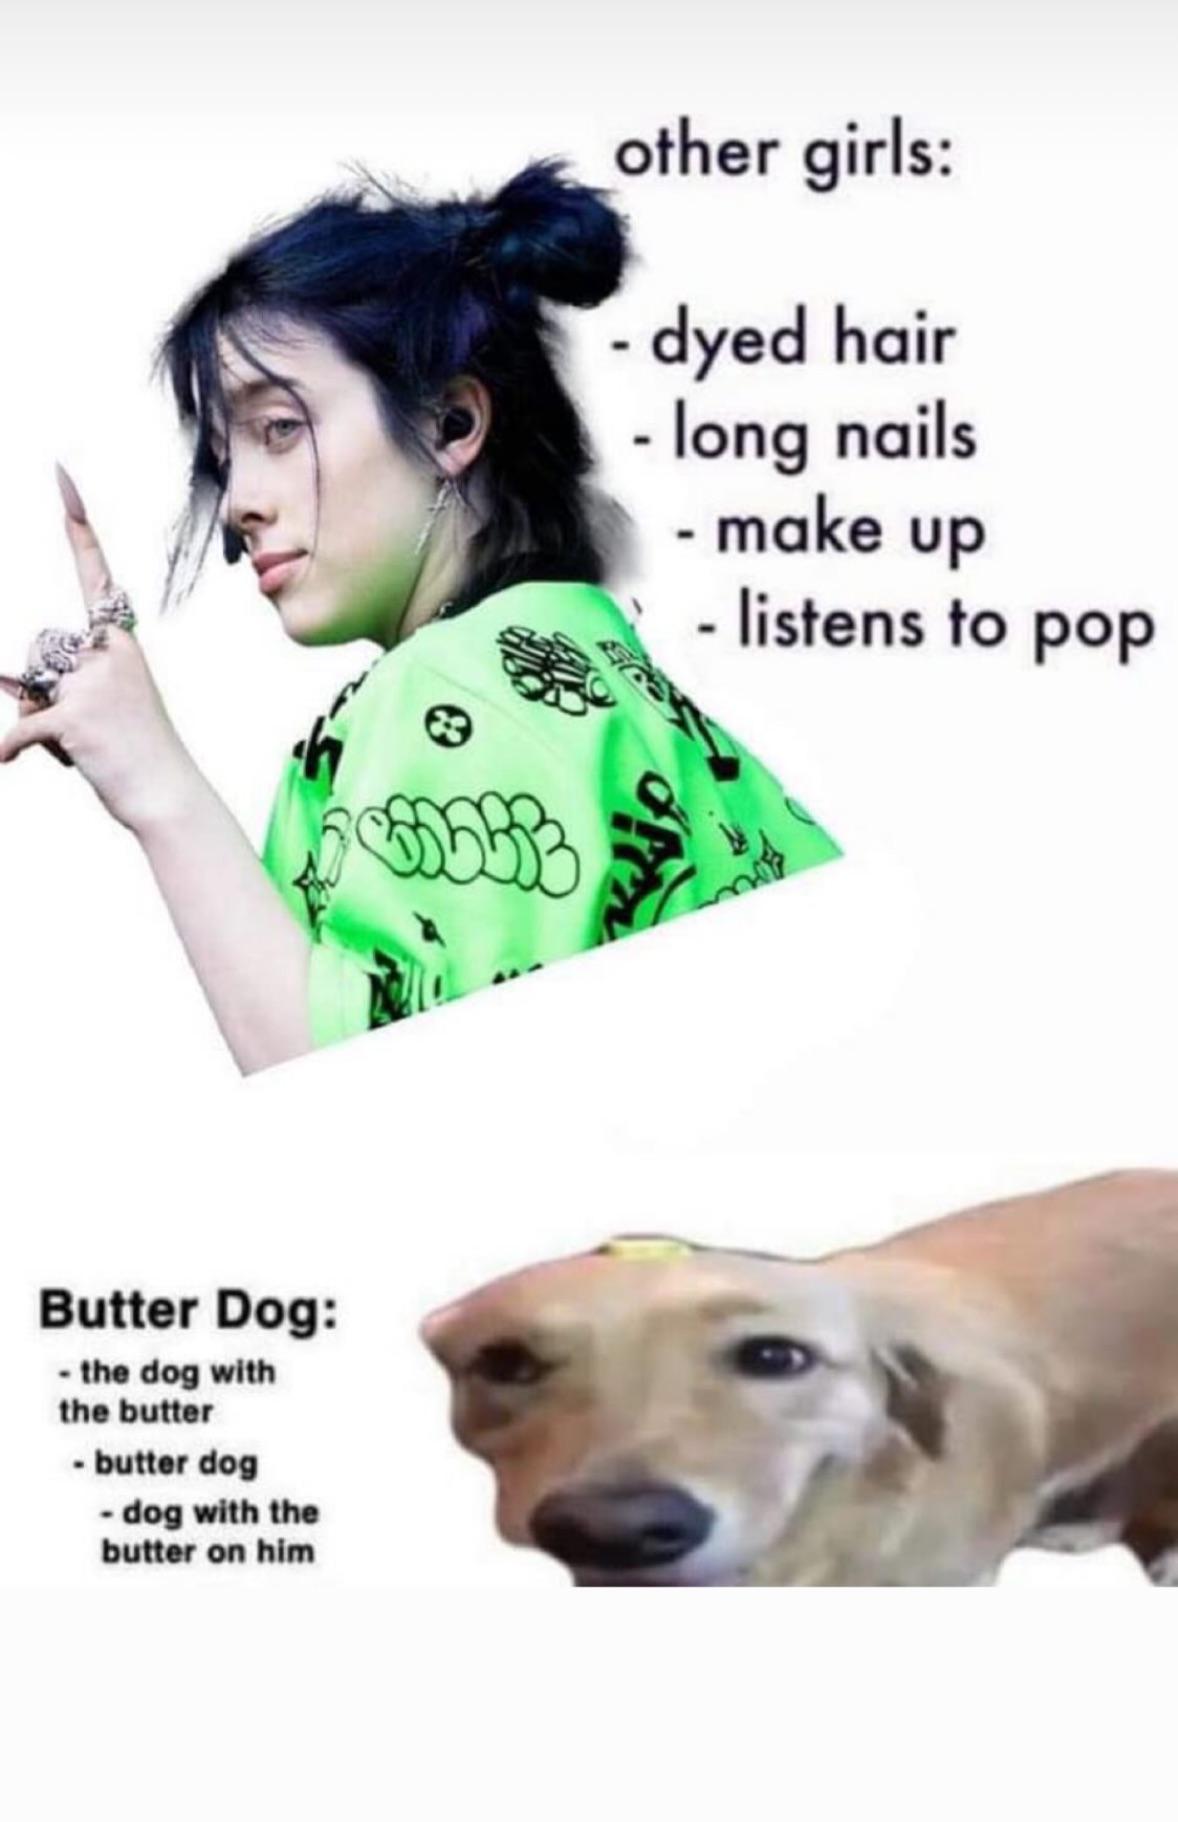 other girls:
- dyed hair
- long nails
- make up
- listens to pop
BILLIE
Butter Dog:
- the dog with
the butter
- butter dog
- dog with the
butter on him